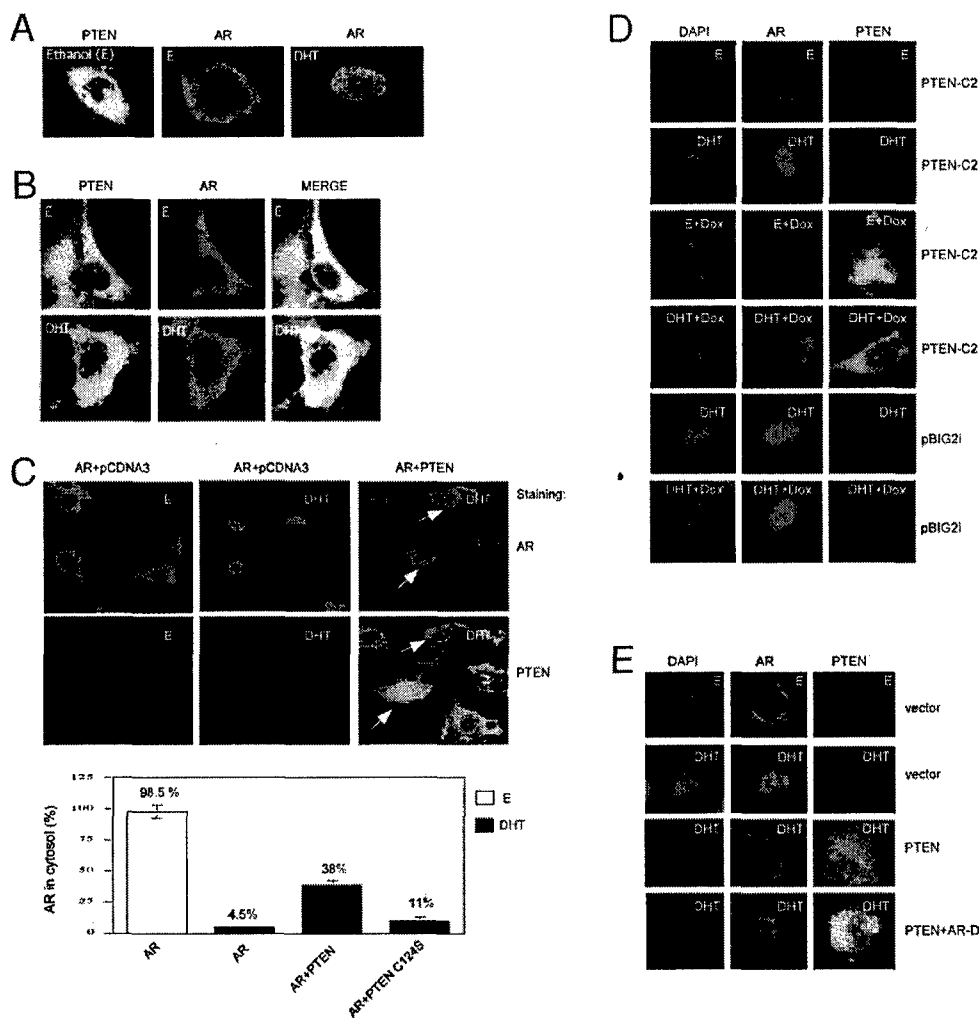 A
PTEN AR AR
Ethanol (E) E DHT
B
PTEN AR MERGE
E E E
DHT DHT DHT
C
AR+pCDNA3 AR+pCDNA3 AR+PTEN
E DHT DHT
Staining:
AR
E DHT DHT
PTEN
AR in cytosol (%)
125
100
75
50
25
0
98.5 %
4.5%
38%
11%
E
DHT
AR
AR
AR+PTEN
AR+PTEN C124S
D
DAPI AR PTEN
E E E PTEN-C2
DHT DHT DHT PTEN-C2
E+Dox E+Dox E+Dox PTEN-C2
DHT+Dox DHT+Dox DHT+Dox PTEN-C2
DHT DHT DHT pBIG2i
DHT+Dox DHT+Dox DHT+Dox pBIG2i
E
DAPI AR PTEN
E E E vector
DHT DHT DHT vector
DHT DHT DHT PTEN
DHT DHT DHT PTEN+AR-D